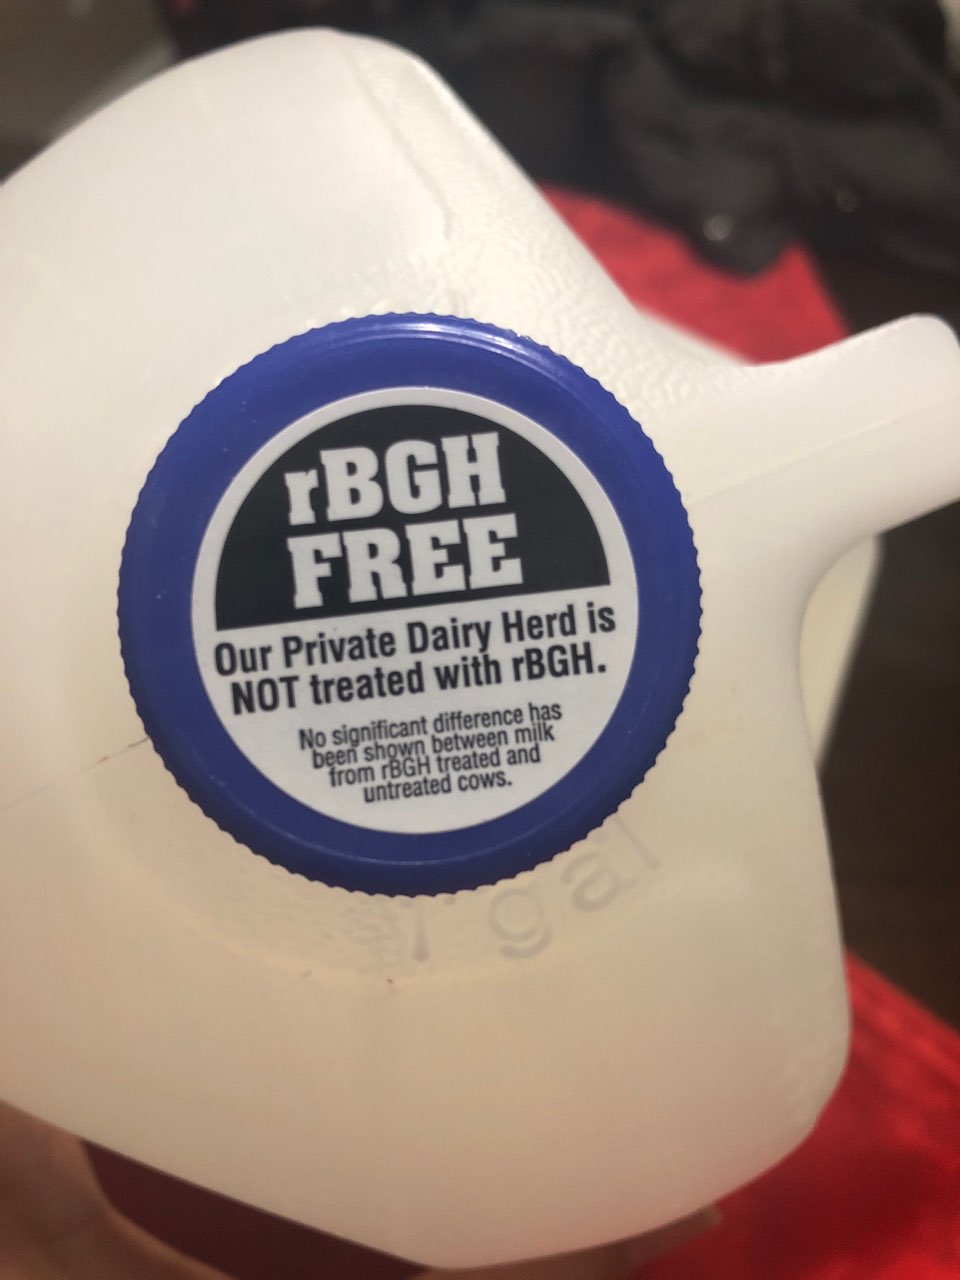 rBGH
FREE
Our Private Dairy Herd is
NOT treated with rBGH.
No significant difference has
been shown between milk
from rBGH treated and
untreated cows.
1 gal